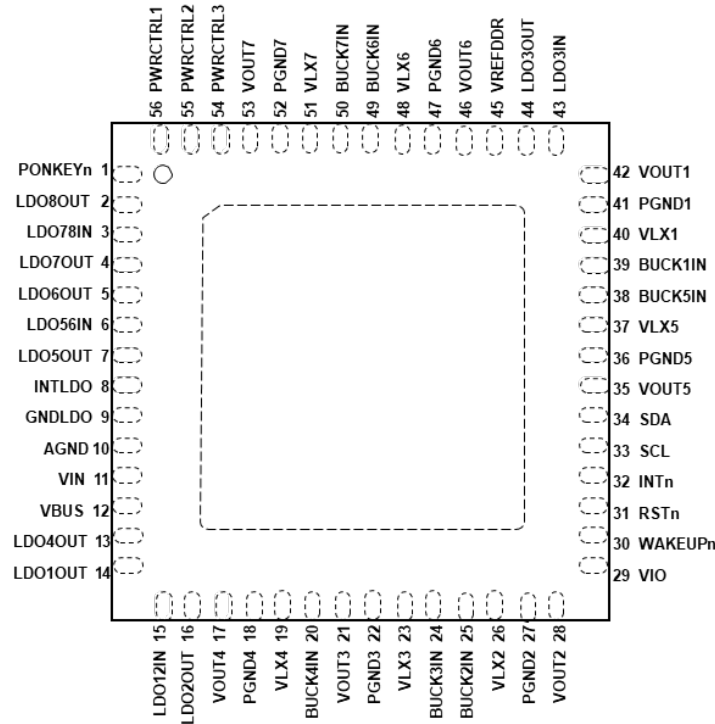 56 PWRCTRL1
55 PWRCTRL2
54 PWRCTRL3
53 VOUT7
52 PGND7
51 VLX7
50 BUCK7IN
49 BUCK6IN
48 VLX6
47 PGND6
46 VOUT6
45 VREFDDR
44 LDO3OUT
43 LDO3IN
PONKEYn 1
LDO8OUT 2
LDO78IN 3
LDO7OUT 4
LDO6OUT 5
LDO56IN 6
LDO5OUT 7
INTLDO 8
GNDLDO 9
AGND 10
VIN 11
VBUS 12
LDO4OUT 13
LDO1OUT 14
42 VOUT1
41 PGND1
40 VLX1
39 BUCK1IN
38 BUCK5IN
37 VLX5
36 PGND5
35 VOUT5
34 SDA
33 SCL
32 INTn
31 RSTn
30 WAKEUPn
29 VIO
LDO12IN 15
LDO2OUT 16
VOUT4 17
PGND4 18
VLX4 19
BUCK4IN 20
VOUT3 21
PGND3 22
VLX3 23
BUCK3IN 24
BUCK2IN 25
VLX2 26
PGND2 27
VOUT2 28